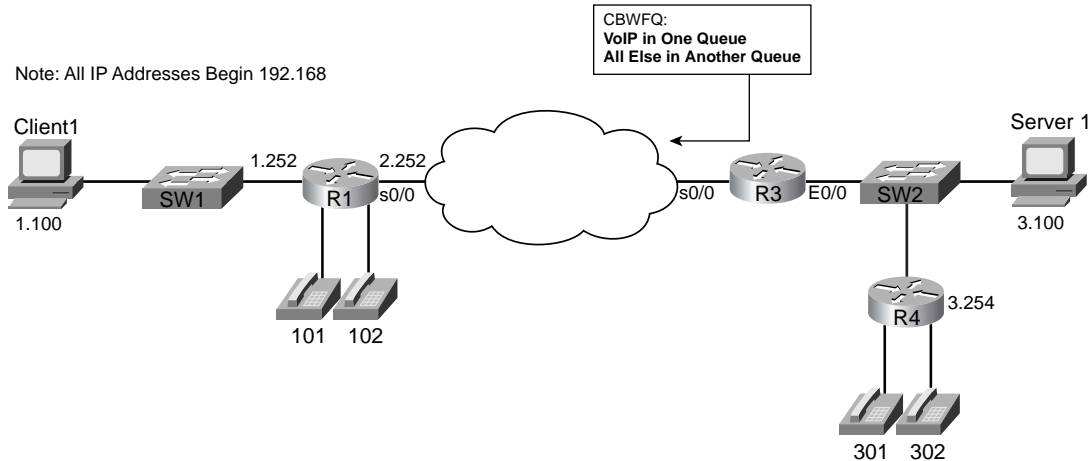 CBWFQ:
VoIP in One Queue
All Else in Another Queue
Note: All IP Addresses Begin 192.168
Client1
Server 1
1.252
2.252
SW1
R1
s0/0
s0/0
R3
E0/0
SW2
1.100
3.100
101
102
R4
3.254
301
302